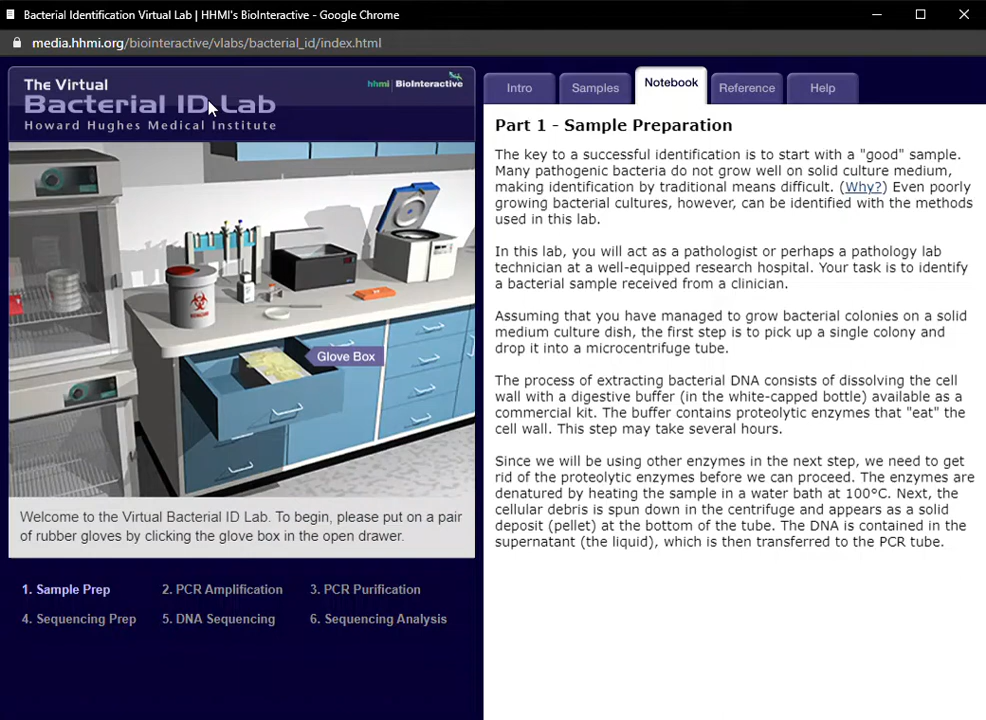 Bacterial Identification Virtual Lab | HHMI's BioInteractive - Google Chrome
media.hhmi.org/biointeractive/vlabs/bacterial_id/index.html
The Virtual
Bacterial ID Lab
Howard Hughes Medical Institute
hhmi | BioInteractive
Intro
Samples
Notebook
Reference
Help
Glove Box
Welcome to the Virtual Bacterial ID Lab. To begin, please put on a pair
of rubber gloves by clicking the glove box in the open drawer.
1. Sample Prep
2. PCR Amplification
3. PCR Purification
4. Sequencing Prep
5. DNA Sequencing
6. Sequencing Analysis
Part 1 - Sample Preparation
The key to a successful identification is to start with a "good" sample.
Many pathogenic bacteria do not grow well on solid culture medium,
making identification by traditional means difficult. (Why?) Even poorly
growing bacterial cultures, however, can be identified with the methods
used in this lab.
In this lab, you will act as a pathologist or perhaps a pathology lab
technician at a well-equipped research hospital. Your task is to identify
a bacterial sample received from a clinician.
Assuming that you have managed to grow bacterial colonies on a solid
medium culture dish, the first step is to pick up a single colony and
drop it into a microcentrifuge tube.
The process of extracting bacterial DNA consists of dissolving the cell
wall with a digestive buffer (in the white-capped bottle) available as a
commercial kit. The buffer contains proteolytic enzymes that "eat" the
cell wall. This step may take several hours.
Since we will be using other enzymes in the next step, we need to get
rid of the proteolytic enzymes before we can proceed. The enzymes are
denatured by heating the sample in a water bath at 100°C. Next, the
cellular debris is spun down in the centrifuge and appears as a solid
deposit (pellet) at the bottom of the tube. The DNA is contained in the
supernatant (the liquid), which is then transferred to the PCR tube.